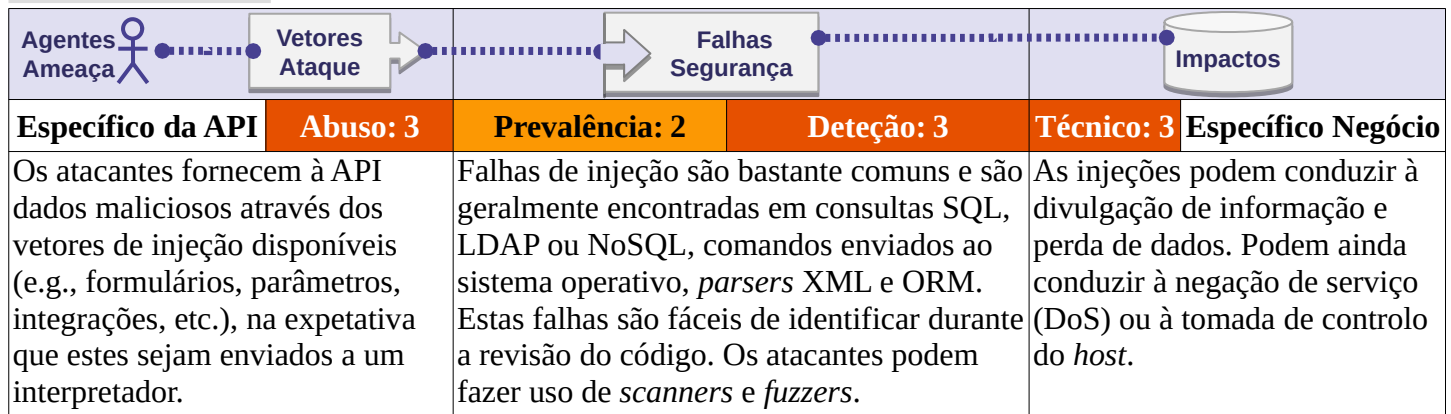 Agentes
Ameaça
Vetores
Ataque
Falhas
Segurança
Impactos
Específico da API
Abuso: 3
Prevalência: 2
Deteção: 3
Técnico: 3
Específico Negócio
Os atacantes fornecem à API
dados maliciosos através dos
vetores de injeção disponíveis
(e.g., formulários, parâmetros,
integrações, etc.), na expetativa
que estes sejam enviados a um
interpretador.
Falhas de injeção são bastante comuns e são
geralmente encontradas em consultas SQL,
LDAP ou NoSQL, comandos enviados ao
sistema operativo, parsers XML e ORM.
Estas falhas são fáceis de identificar durante
a revisão do código. Os atacantes podem
fazer uso de scanners e fuzzers.
As injeções podem conduzir à
divulgação de informação e
perda de dados. Podem ainda
conduzir à negação de serviço
(DoS) ou à tomada de controlo
do host.